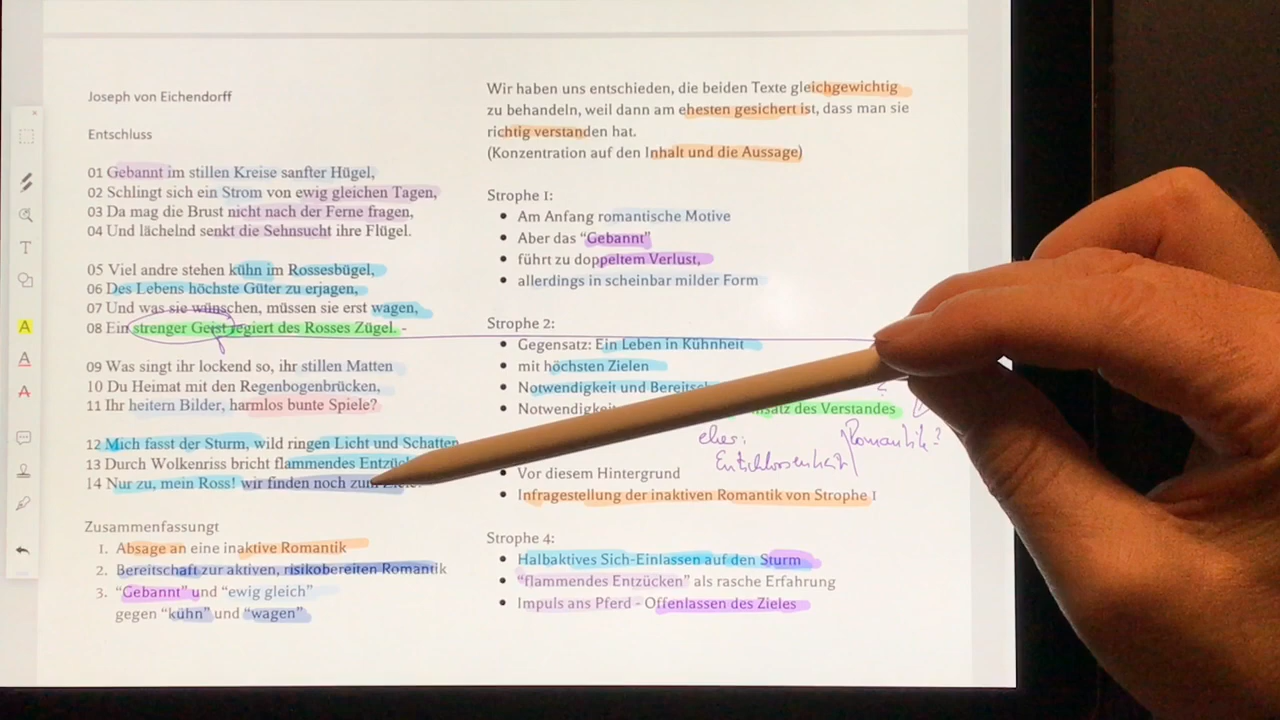 Joseph von Eichendorff
Entschluss
01 Gebannt im stillen Kreise sanfter Hügel,
02 Schlingt sich ein Strom von ewig gleichen Tagen,
03 Da mag die Brust nicht nach der Ferne fragen,
04 Und lächelnd senkt die Sehnsucht ihre Flügel.
05 Viel andre stehen kühn im Rossesbügel,
06 Des Lebens höchste Güter zu erjagen,
07 Und was sie wünschen, müssen sie erst wagen,
08 Ein strenger Geist regiert des Rosses Zügel. -
09 Was singt ihr lockend so, ihr stillen Matten
10 Du Heimat mit den Regenbogenbrücken,
11 Ihr heitern Bilder, harmlos bunte Spiele?
12 Mich fasst der Sturm, wild ringen Licht und Schatten
13 Durch Wolkenriss bricht flammendes
14 Nur zu, mein Ross! wir finden noch zum
Zusammenfassungt
1. Absage an eine inaktive Romantik
2. Bereitschaft zur aktiven, risikobereiten Romantik
3. “Gebannt” und “ewig gleich”
gegen “kühn” und “wagen”
Wir haben uns entschieden, die beiden Texte gleichgewichtig
zu behandeln, weil dann am ehesten gesichert ist, dass man sie
richtig verstanden hat.
(Konzentration auf den Inhalt und die Aussage)
Strophe 1:
• Am Anfang romantische Motive
• Aber das “Gebannt”
• führt zu doppeltem Verlust,
• allerdings in scheinbar milder Form
Strophe 2:
• Gegensatz: Ein Leben in Kühnheit
• mit höchsten Zielen
• Notwendigkeit und
• des Verstandes
eher: Romantik?
Entschlossenheit
• Vor diesem Hintergrund
• Infragestellung der inaktiven Romantik von Strophe 1
Strophe 4:
• Halbaktives Sich-Einlassen auf den Sturm
• “flammendes Entzücken” als rasche Erfahrung
• Impuls ans Pferd - Offenlassen des Zieles